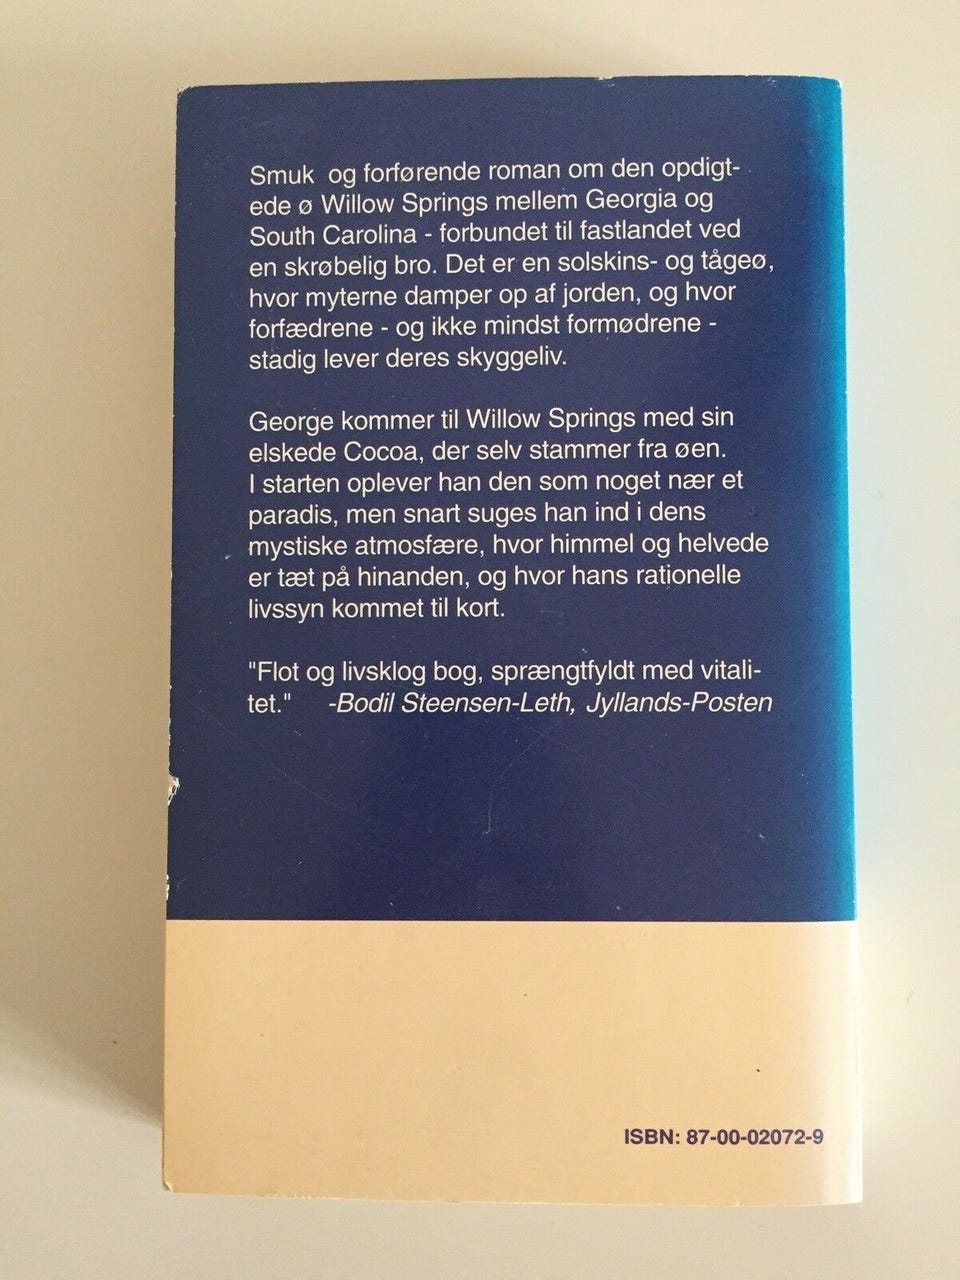 Smuk og forførende roman om den opdigt-
ede ø Willow Springs mellem Georgia og
South Carolina - forbundet til fastlandet ved
en skrøbelig bro. Det er en solskins- og tågeø,
hvor myterne damper op af jorden, og hvor
forfædrene - og ikke mindst formødrene -
stadig lever deres skyggeliv.
George kommer til Willow Springs med sin
elskede Cocoa, der selv stammer fra øen.
I starten oplever han den som noget nær et
paradis, men snart suges han ind i dens
mystiske atmosfære, hvor himmel og helvede
er tæt på hinanden, og hvor hans rationelle
livssyn kommet til kort.
"Flot og livsklog bog, sprængtfyldt med vitali-
tet." -Bodil Steensen-Leth, Jyllands-Posten
ISBN: 87-00-02072-9